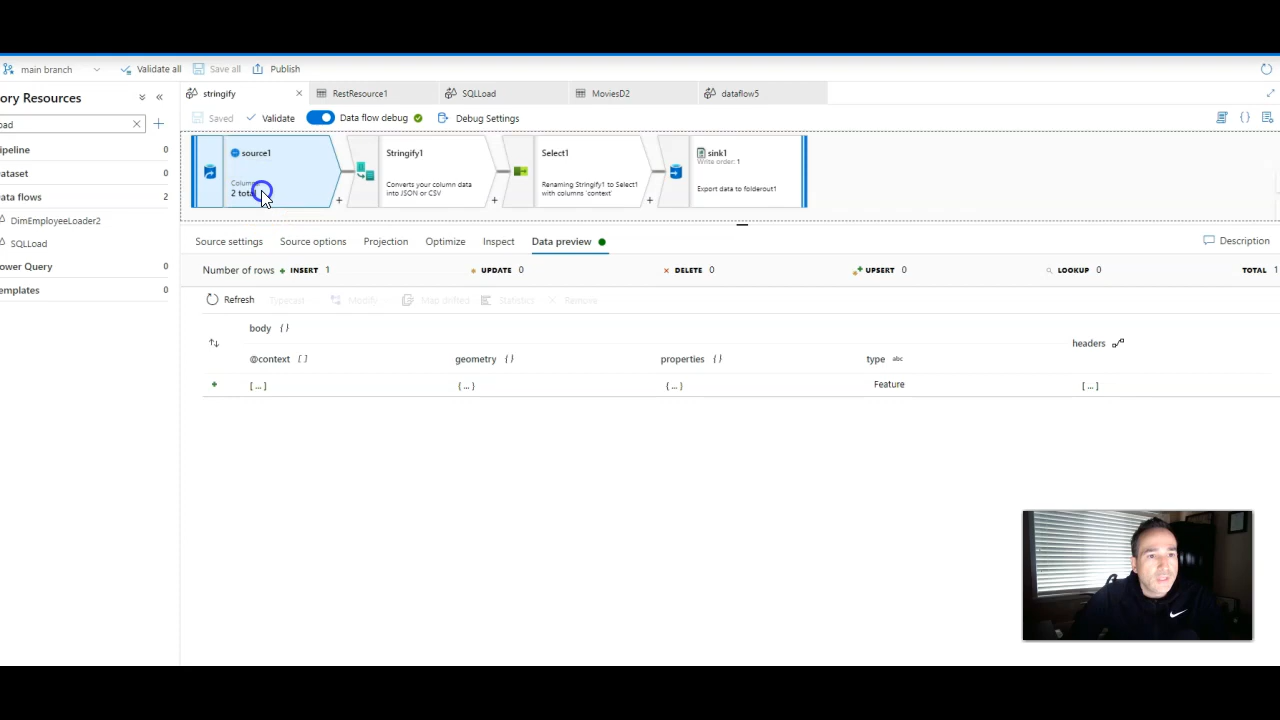 main branch
Validate all
Save all
Publish
ory Resources
oad
ipeline 0
ataset 0
ata flows 2
DimEmployeeLoader2
SQLLoad
ower Query 0
emplates 0
stringify
RestResource1
SQLLoad
MoviesD2
dataflow5
Saved
Validate
Data flow debug
Debug Settings
source1
2 total
Stringify1
Converts your column data
into JSON or CSV
Select1
Renaming Stringify1 to Select1
with columns 'context'
sink1
Write order: 1
Export data to folderout1
Source settings
Source options
Projection
Optimize
Inspect
Data preview
Description
Number of rows + INSERT 1
* UPDATE 0
× DELETE 0
*+ UPSERT 0
LOOKUP 0
TOTAL 1
Refresh
Typecast
Modify
Map drifted
Statistics
× Remove
body { }
@context [ ]
geometry { }
properties { }
type abc
headers
+
[...]
{...}
{...}
Feature
[...]